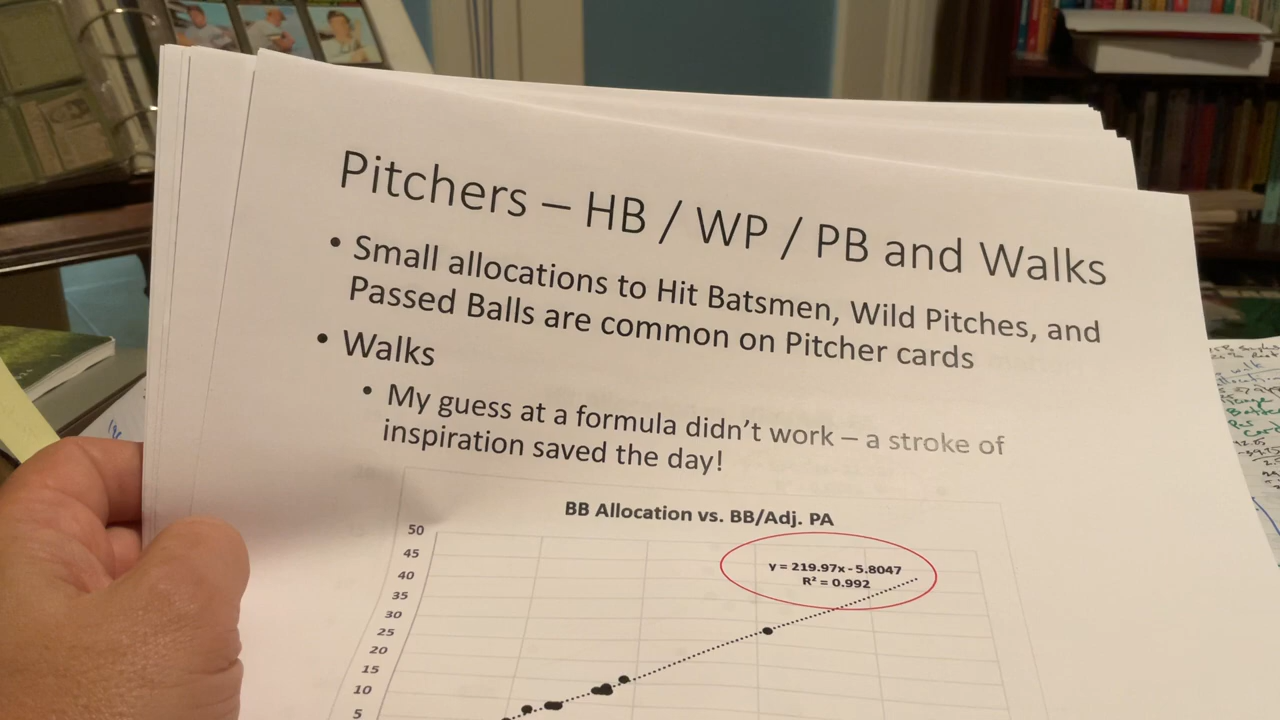 Pitchers – HB / WP / PB and Walks
• Small allocations to Hit Batsmen, Wild Pitches, and
Passed Balls are common on Pitcher cards
• Walks
• My guess at a formula didn't work – a stroke of
inspiration saved the day!
BB Allocation vs. BB/Adj. PA
50
45
40
35
30
25
20
15
10
5
y = 219.97x - 5.8047
R² = 0.992